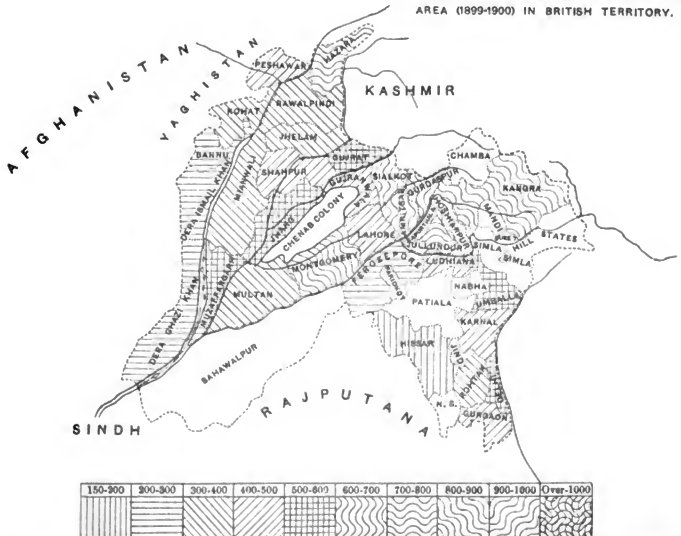 AREA (1899-1900) IN BRITISH TERRITORY.
AFGHANISTAN
YAGHISTAN
PESHAWAR
HAZARA
KASHMIR
RAWALPINDI
KOHAT
JHELAM
BANNU
MIANWALI
SHAHPUR
GUJRAT
CHAMBA
DERA ISMAIL KHAN
GUJRANWALA
SIALKOT
GURDASPUR
KANGRA
JHANG
CHENAB COLONY
AMRITSAR
HOSHIARPUR
MANDI
LAHORE
JULLUNDUR
SIMLA HILL STATES
MONTGOMERY
FEROZEPORE
LUDHIANA
SIMLA
MUZAFFARGARH
MULTAN
PATIALA
NABHA
UMBALLA
DERA GHAZI KHAN
KARNAL
BAHAWALPUR
HISSAR
JIND
ROHTAK
RAJPUTANA
GURGAON
SINDH
150-200 200-300 300-400 400-500 500-600 600-700 700-800 800-900 900-1000 Over-1000